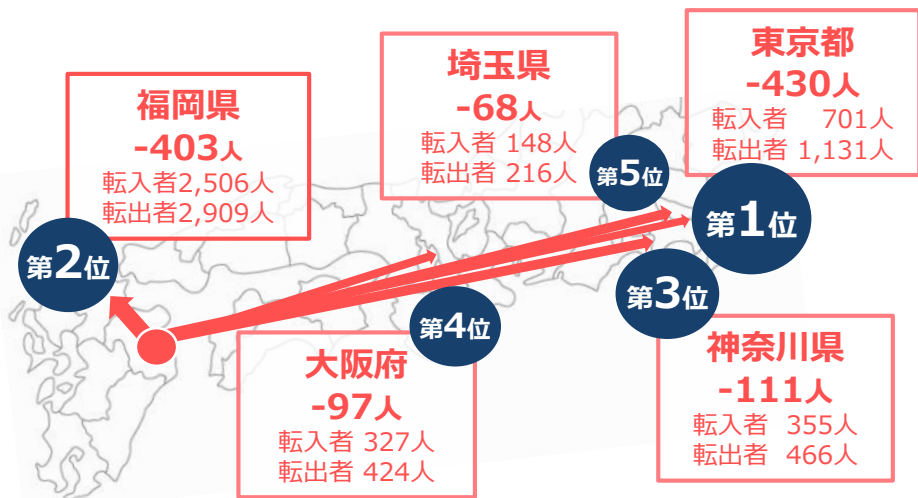 東京都
-430人
転入者 701人
転出者 1,131人
第1位
福岡県
-403人
転入者2,506人
転出者2,909人
第2位
神奈川県
-111人
転入者 355人
転出者 466人
第3位
大阪府
-97人
転入者 327人
転出者 424人
第4位
埼玉県
-68人
転入者 148人
転出者 216人
第5位